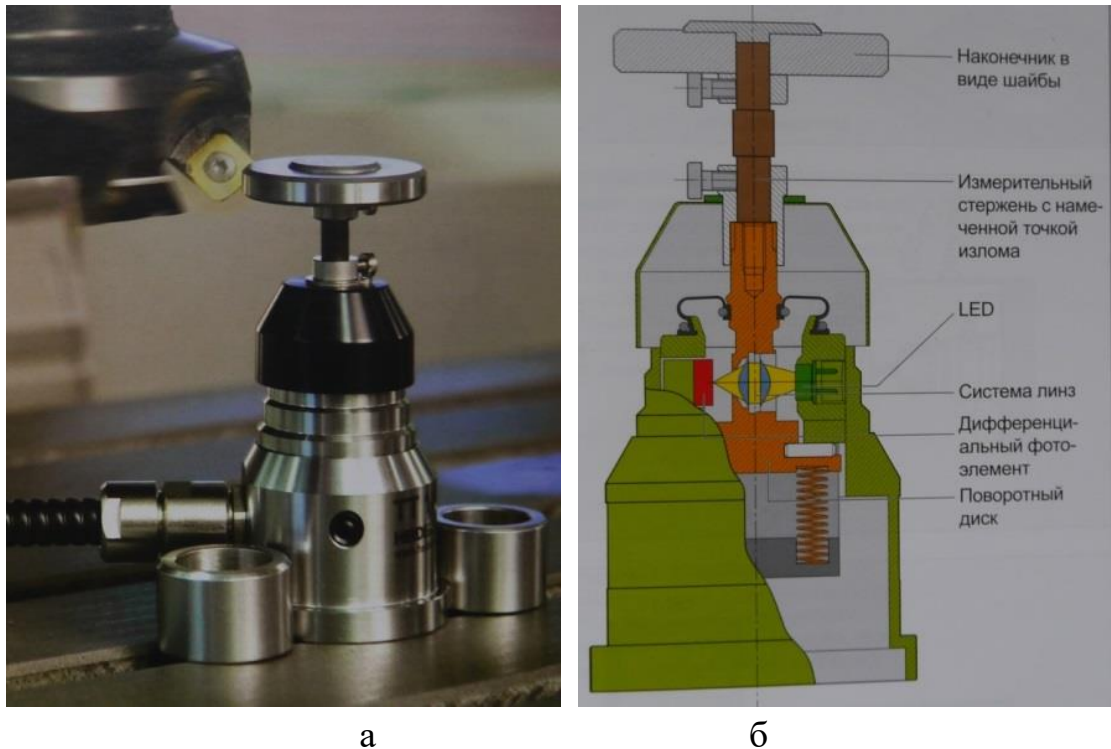 Наконечник в
виде шайбы
Измерительный
стержень с наме-
ченной точкой
излома
LED
Система линз
Дифференци-
альный фото-
элемент
Поворотный
диск
а
б